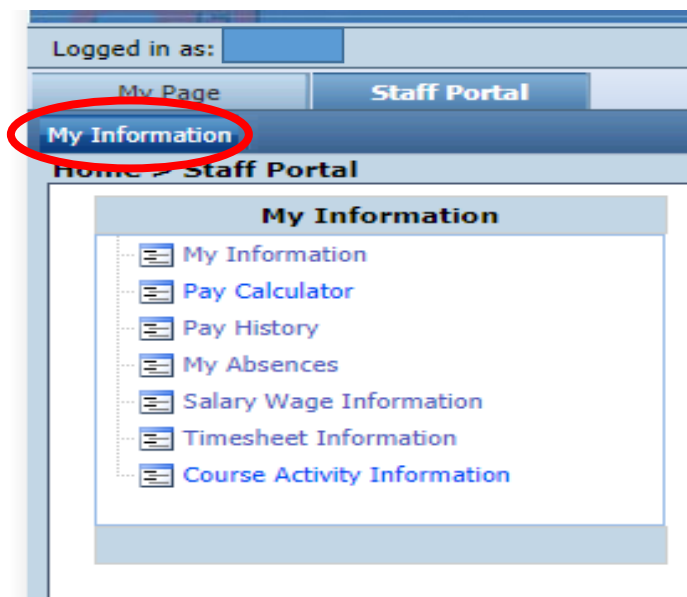 Logged in as:
My Page Staff Portal
My Information
Home > Staff Portal
My Information
My Information
Pay Calculator
Pay History
My Absences
Salary Wage Information
Timesheet Information
Course Activity Information